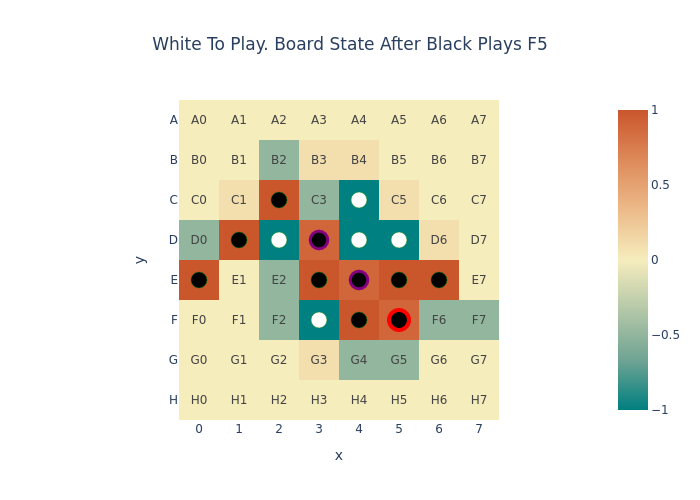 White To Play. Board State After Black Plays F5
A A0 A1 A2 A3 A4 A5 A6 A7
B B0 B1 B2 B3 B4 B5 B6 B7
C C0 C1 C3 C5 C6 C7
D D0 D6 D7
E E1 E2 E7
F F0 F1 F2 F6 F7
G G0 G1 G2 G3 G4 G5 G6 G7
H H0 H1 H2 H3 H4 H5 H6 H7
0 1 2 3 4 5 6 7
x
y
1
0.5
0
−0.5
−1